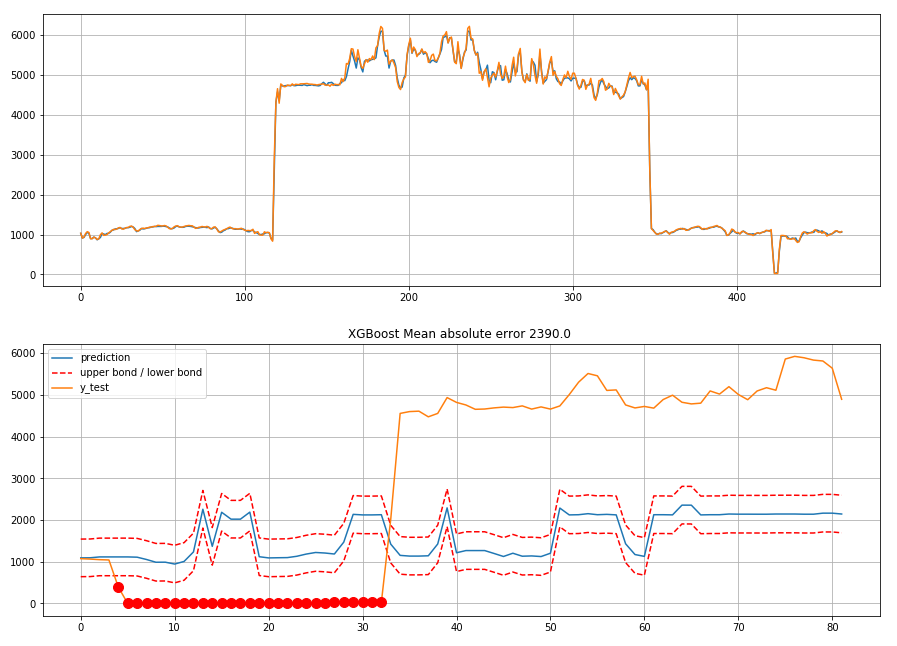 6000
5000
4000
3000
2000
1000
0
0 100 200 300 400
XGBoost Mean absolute error 2390.0
prediction
upper bond / lower bond
y_test
6000
5000
4000
3000
2000
1000
0
0 10 20 30 40 50 60 70 80